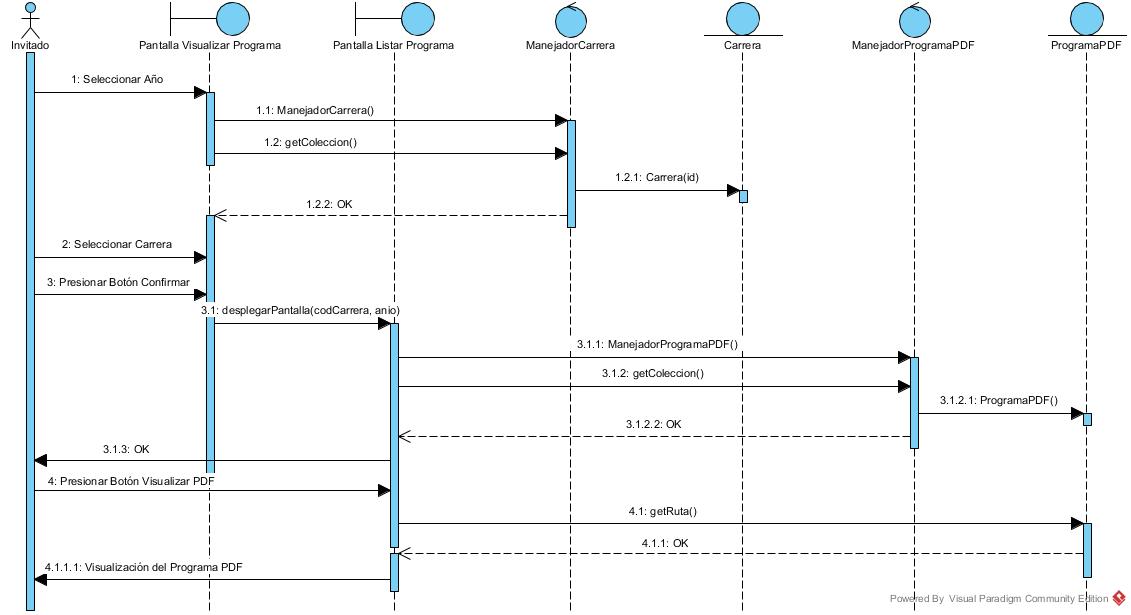 Invitado
Pantalla Visualizar Programa
Pantalla Listar Programa
ManejadorCarrera
Carrera
ManejadorProgramaPDF
ProgramaPDF
1: Seleccionar Año
1.1: ManejadorCarrera()
1.2: getColeccion()
1.2.1: Carrera(id)
1.2.2: OK
2: Seleccionar Carrera
3: Presionar Botón Confirmar
3.1: desplegarPantalla(codCarrera, anio)
3.1.1: ManejadorProgramaPDF()
3.1.2: getColeccion()
3.1.2.1: ProgramaPDF()
3.1.2.2: OK
3.1.3: OK
4: Presionar Botón Visualizar PDF
4.1: getRuta()
4.1.1: OK
4.1.1.1: Visualización del Programa PDF
Powered By Visual Paradigm Community Edition